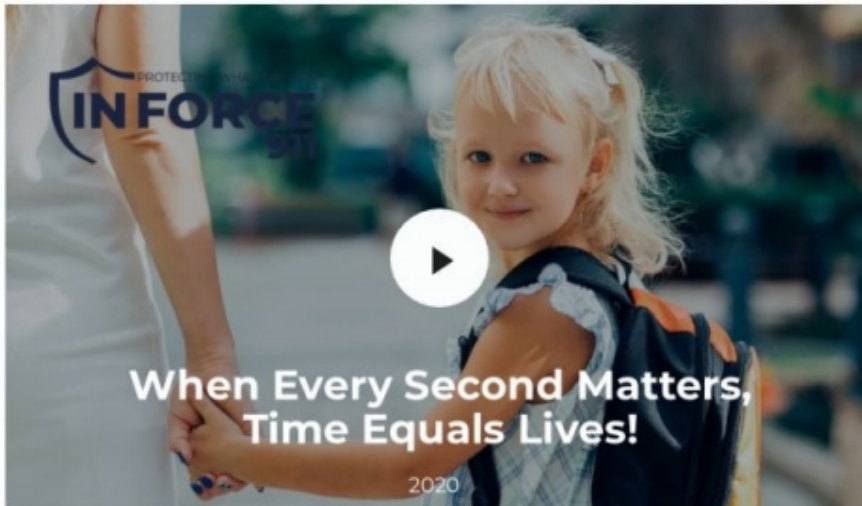 IN FORCE
911
When Every Second Matters,
Time Equals Lives!
2020